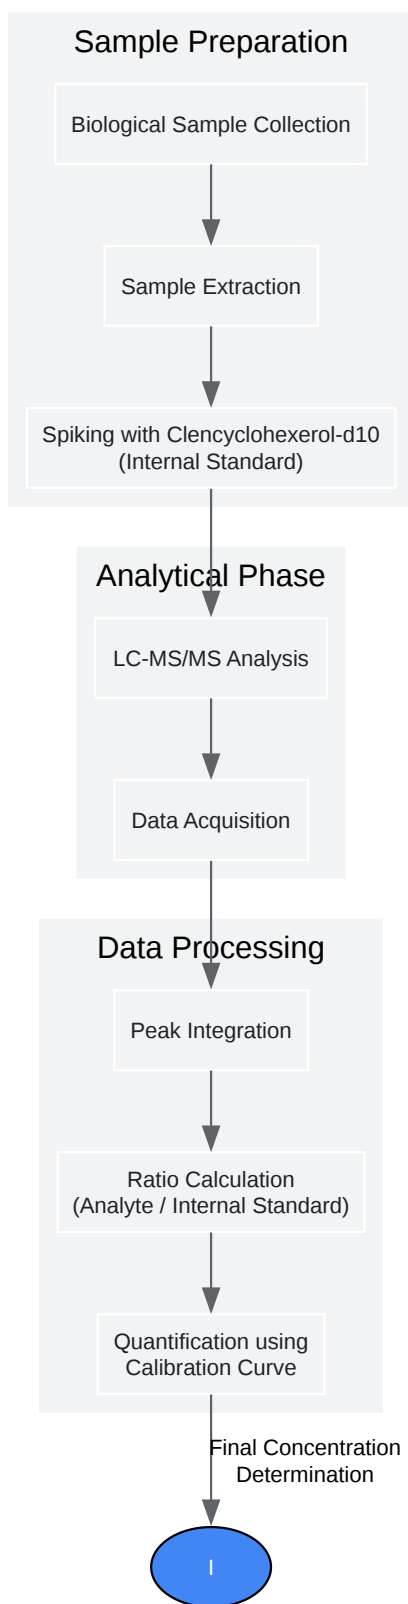 Sample Preparation
Biological Sample Collection
Sample Extraction
Spiking with Clencyclohexerol-d10
(Internal Standard)
Analytical Phase
LC-MS/MS Analysis
Data Acquisition
Data Processing
Peak Integration
Ratio Calculation
(Analyte / Internal Standard)
Quantification using
Calibration Curve
Final Concentration
Determination
I